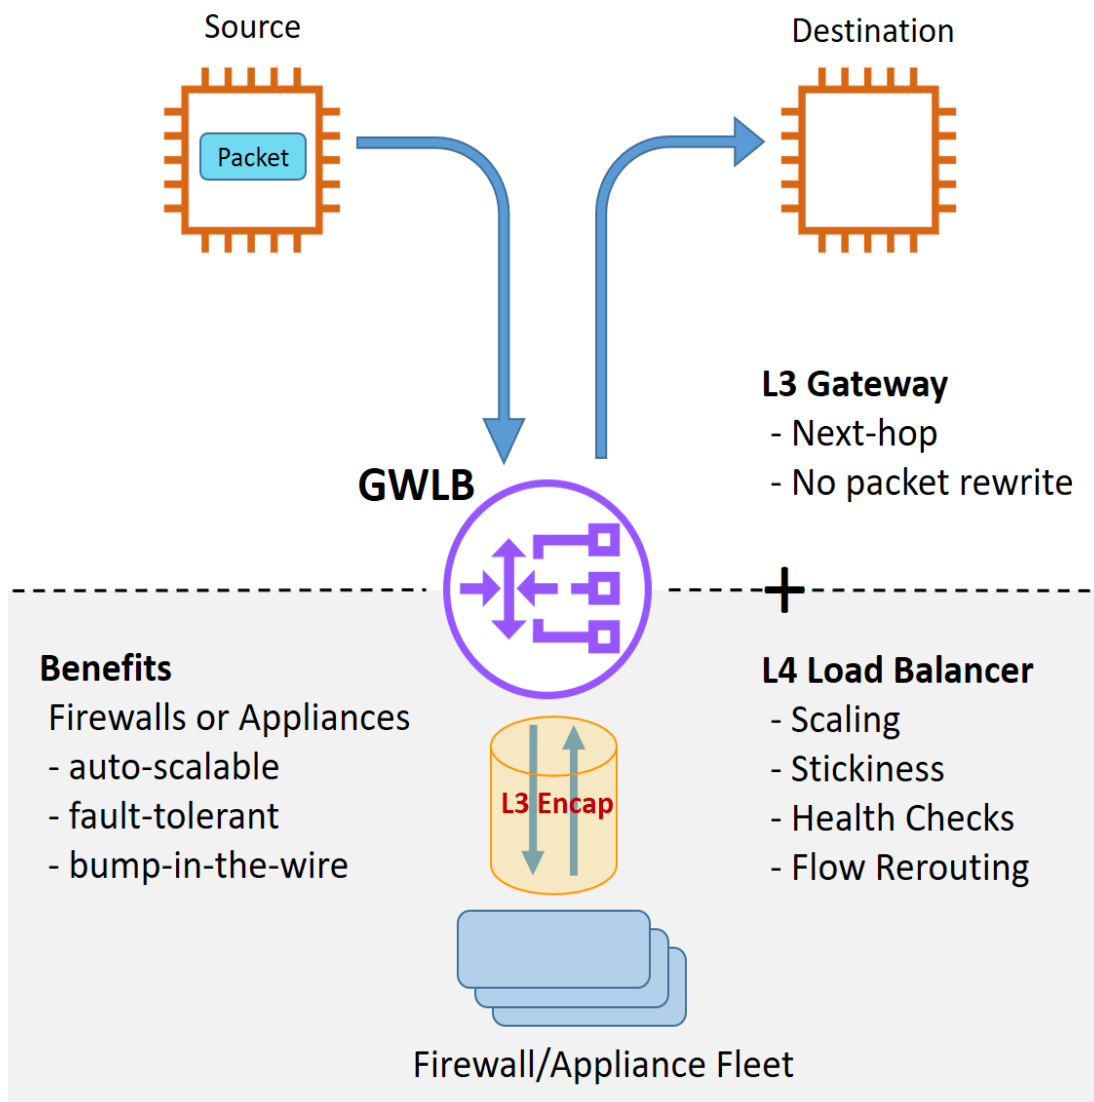 Source
Destination
Packet
L3 Gateway
- Next-hop
- No packet rewrite
GWLB
+
Benefits
Firewalls or Appliances
- auto-scalable
- fault-tolerant
- bump-in-the-wire
L4 Load Balancer
- Scaling
- Stickiness
- Health Checks
- Flow Rerouting
L3 Encap
Firewall/Appliance Fleet